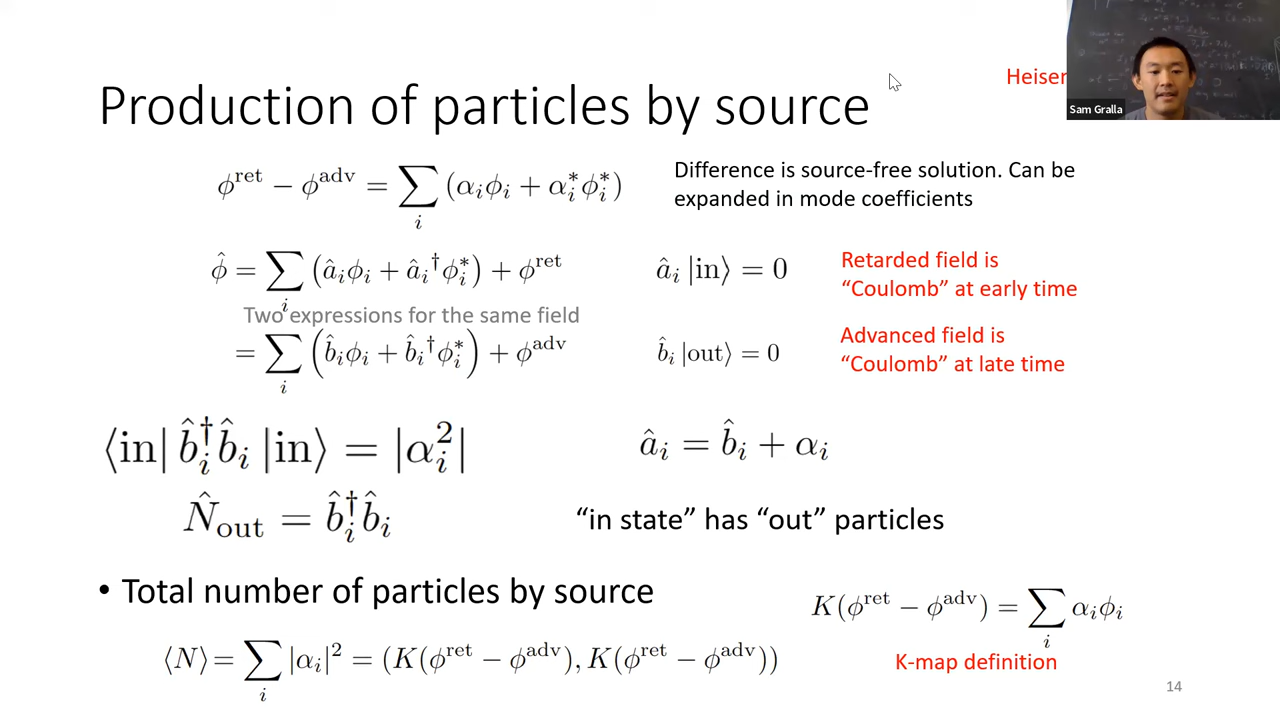 Heiser
Sam Gralla
Production of particles by source
ϕ^ret − ϕ^adv = ∑_i (α_i ϕ_i + α_i^* ϕ_i^*)
Difference is source-free solution. Can be
expanded in mode coefficients
ϕ̂ = ∑_i (â_i ϕ_i + â_i^† ϕ_i^*) + ϕ^ret
â_i |in⟩ = 0
Retarded field is
“Coulomb” at early time
Two expressions for the same field
= ∑_i (b̂_i ϕ_i + b̂_i^† ϕ_i^*) + ϕ^adv
b̂_i |out⟩ = 0
Advanced field is
“Coulomb” at late time
⟨in| b̂_i^† b̂_i |in⟩ = |α_i^2|
â_i = b̂_i + α_i
N̂_out = b̂_i^† b̂_i
“in state” has “out” particles
• Total number of particles by source
K(ϕ^ret − ϕ^adv) = ∑_i α_i ϕ_i
⟨N⟩ = ∑_i |α_i|^2 = (K(ϕ^ret − ϕ^adv), K(ϕ^ret − ϕ^adv))
K-map definition
14